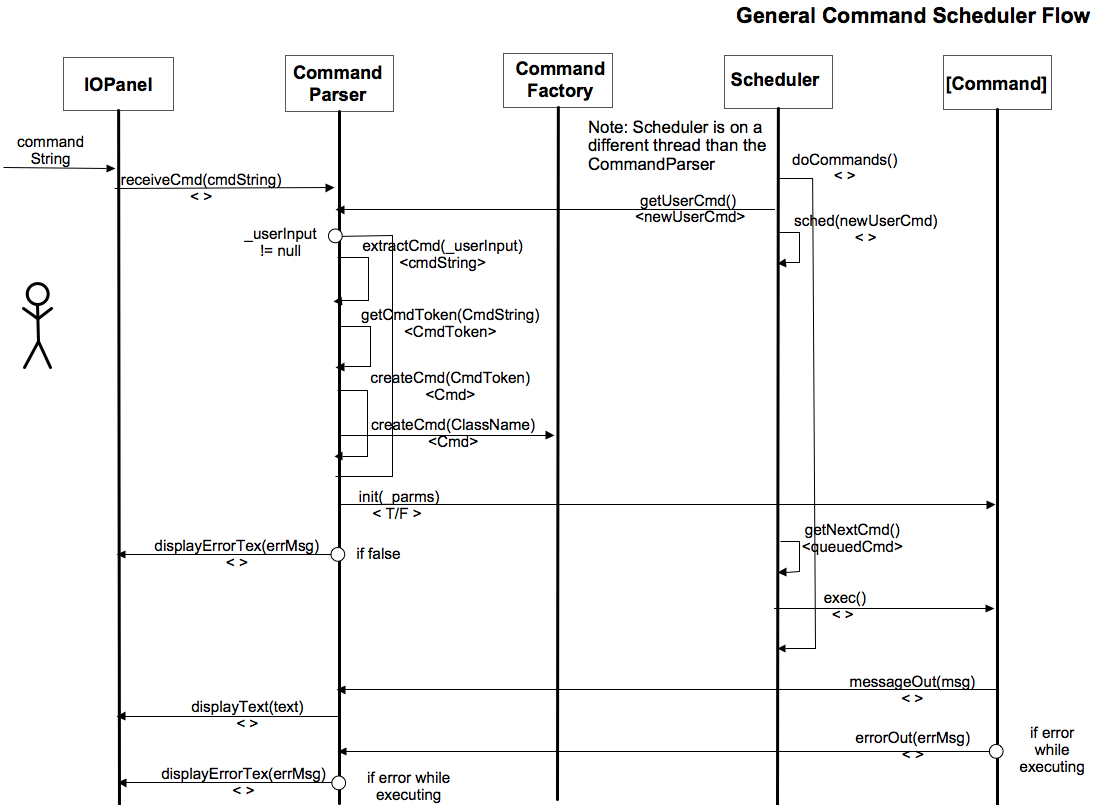 General Command Scheduler Flow
IOPanel
Command
Parser
Command
Factory
Scheduler
[Command]
Note: Scheduler is on a
different thread than the
CommandParser
command
String
receiveCmd(cmdString)
< >
doCommands()
< >
getUserCmd()
<newUserCmd>
sched(newUserCmd)
< >
_userInput
!= null
extractCmd(_userInput)
<cmdString>
getCmdToken(CmdString)
<CmdToken>
createCmd(CmdToken)
<Cmd>
createCmd(ClassName)
<Cmd>
init(_parms)
< T/F >
getNextCmd()
<queuedCmd>
displayErrorTex(errMsg)
< >
if false
exec()
< >
messageOut(msg)
< >
displayText(text)
< >
errorOut(errMsg)
< >
if error
while
executing
displayErrorTex(errMsg)
< >
if error while
executing